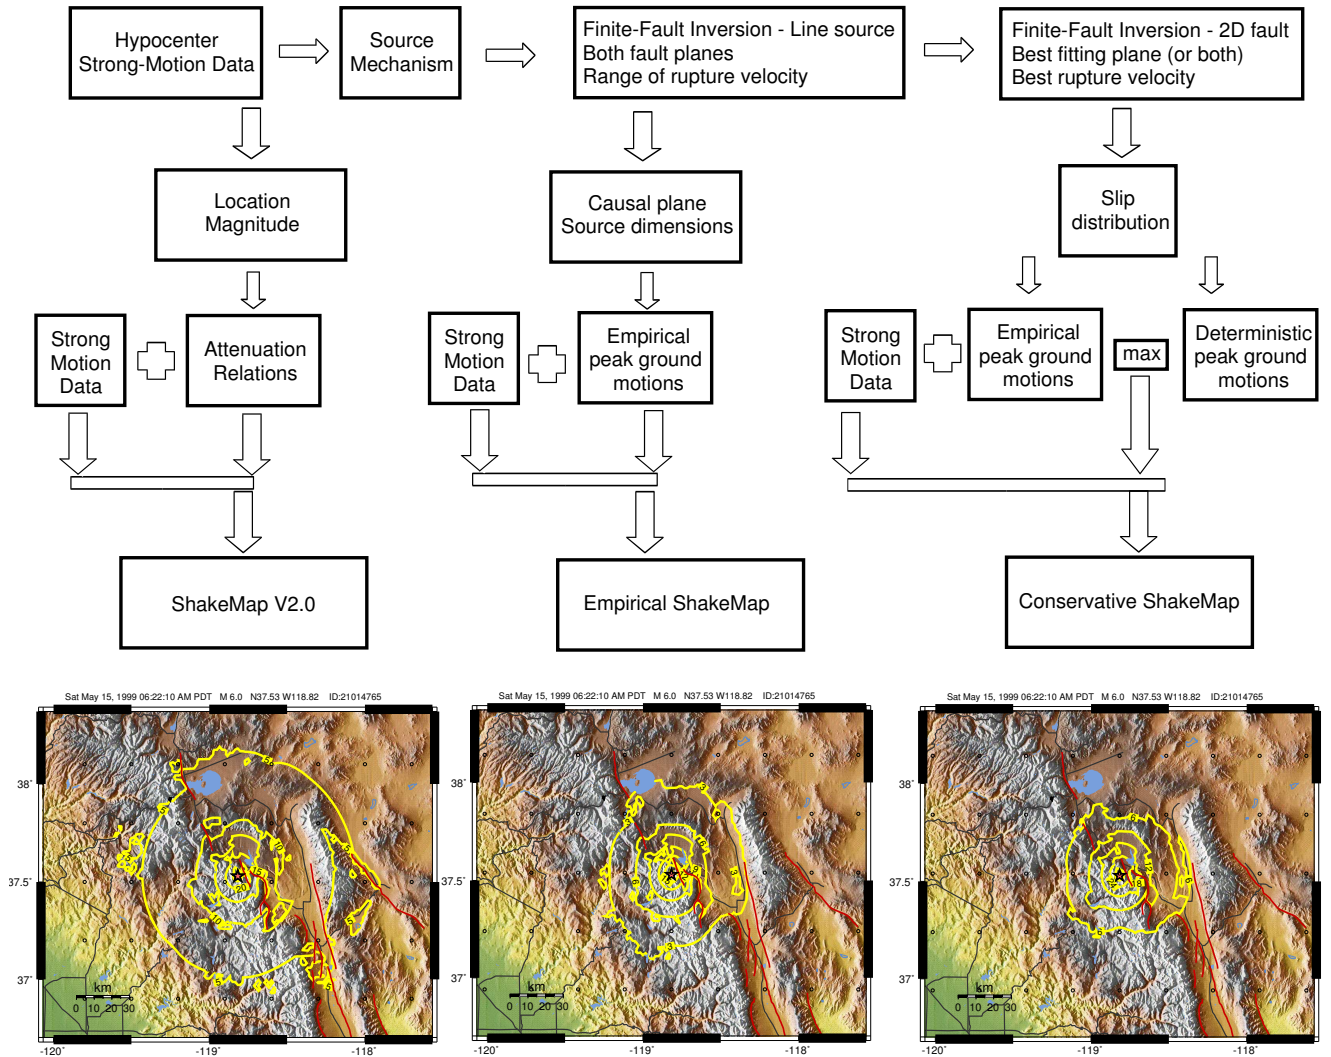 Hypocenter
Strong-Motion Data
Source
Mechanism
Finite-Fault Inversion - Line source
Both fault planes
Range of rupture velocity
Finite-Fault Inversion - 2D fault
Best fitting plane (or both)
Best rupture velocity
Location
Magnitude
Causal plane
Source dimensions
Slip
distribution
Strong
Motion
Data
Attenuation
Relations
Strong
Motion
Data
Empirical
peak ground
motions
Strong
Motion
Data
Empirical
peak ground
motions
max
Deterministic
peak ground
motions
ShakeMap V2.0
Empirical ShakeMap
Conservative ShakeMap
Sat May 15, 1999 06:22:10 AM PDT M 6.0 N37.53 W118.82 ID:21014765
38°
37.5°
37°
km
0 10 20 30
-120° -119° -118°
Sat May 15, 1999 06:22:10 AM PDT M 6.0 N37.53 W118.82 ID:21014765
38°
37.5°
37°
km
0 10 20 30
-120° -119° -118°
Sat May 15, 1999 06:22:10 AM PDT M 6.0 N37.53 W118.82 ID:21014765
38°
37.5°
37°
km
0 10 20 30
-120° -119° -118°